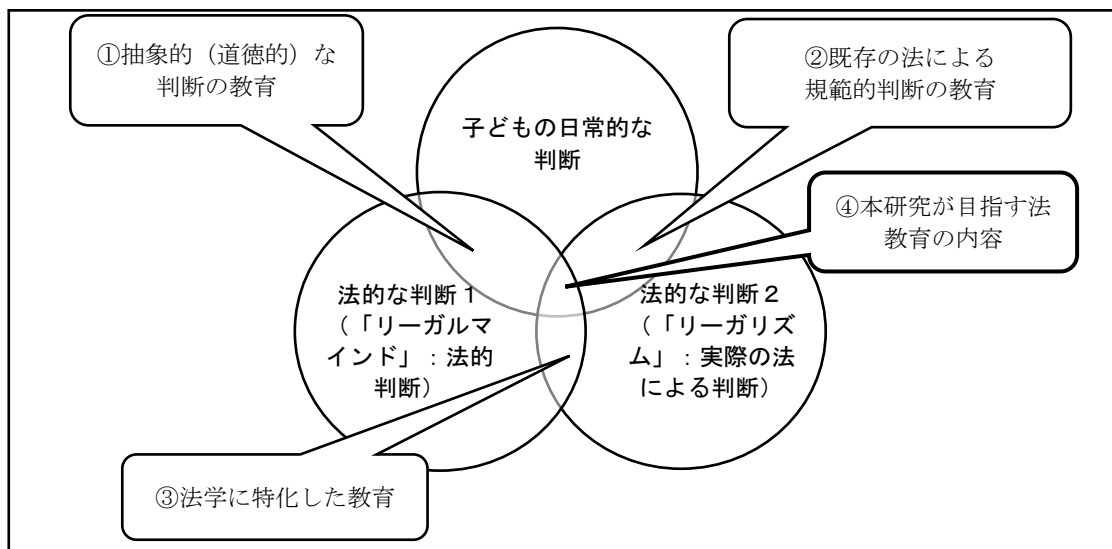 ①抽象的（道徳的）な
判断の教育
②既存の法による
規範的判断の教育
子どもの日常的な
判断
④本研究が目指す法
教育の内容
法的な判断１
（「リーガルマ
インド」：法的
判断）
法的な判断２
（「リーガリズ
ム」：実際の法
による判断）
③法学に特化した教育